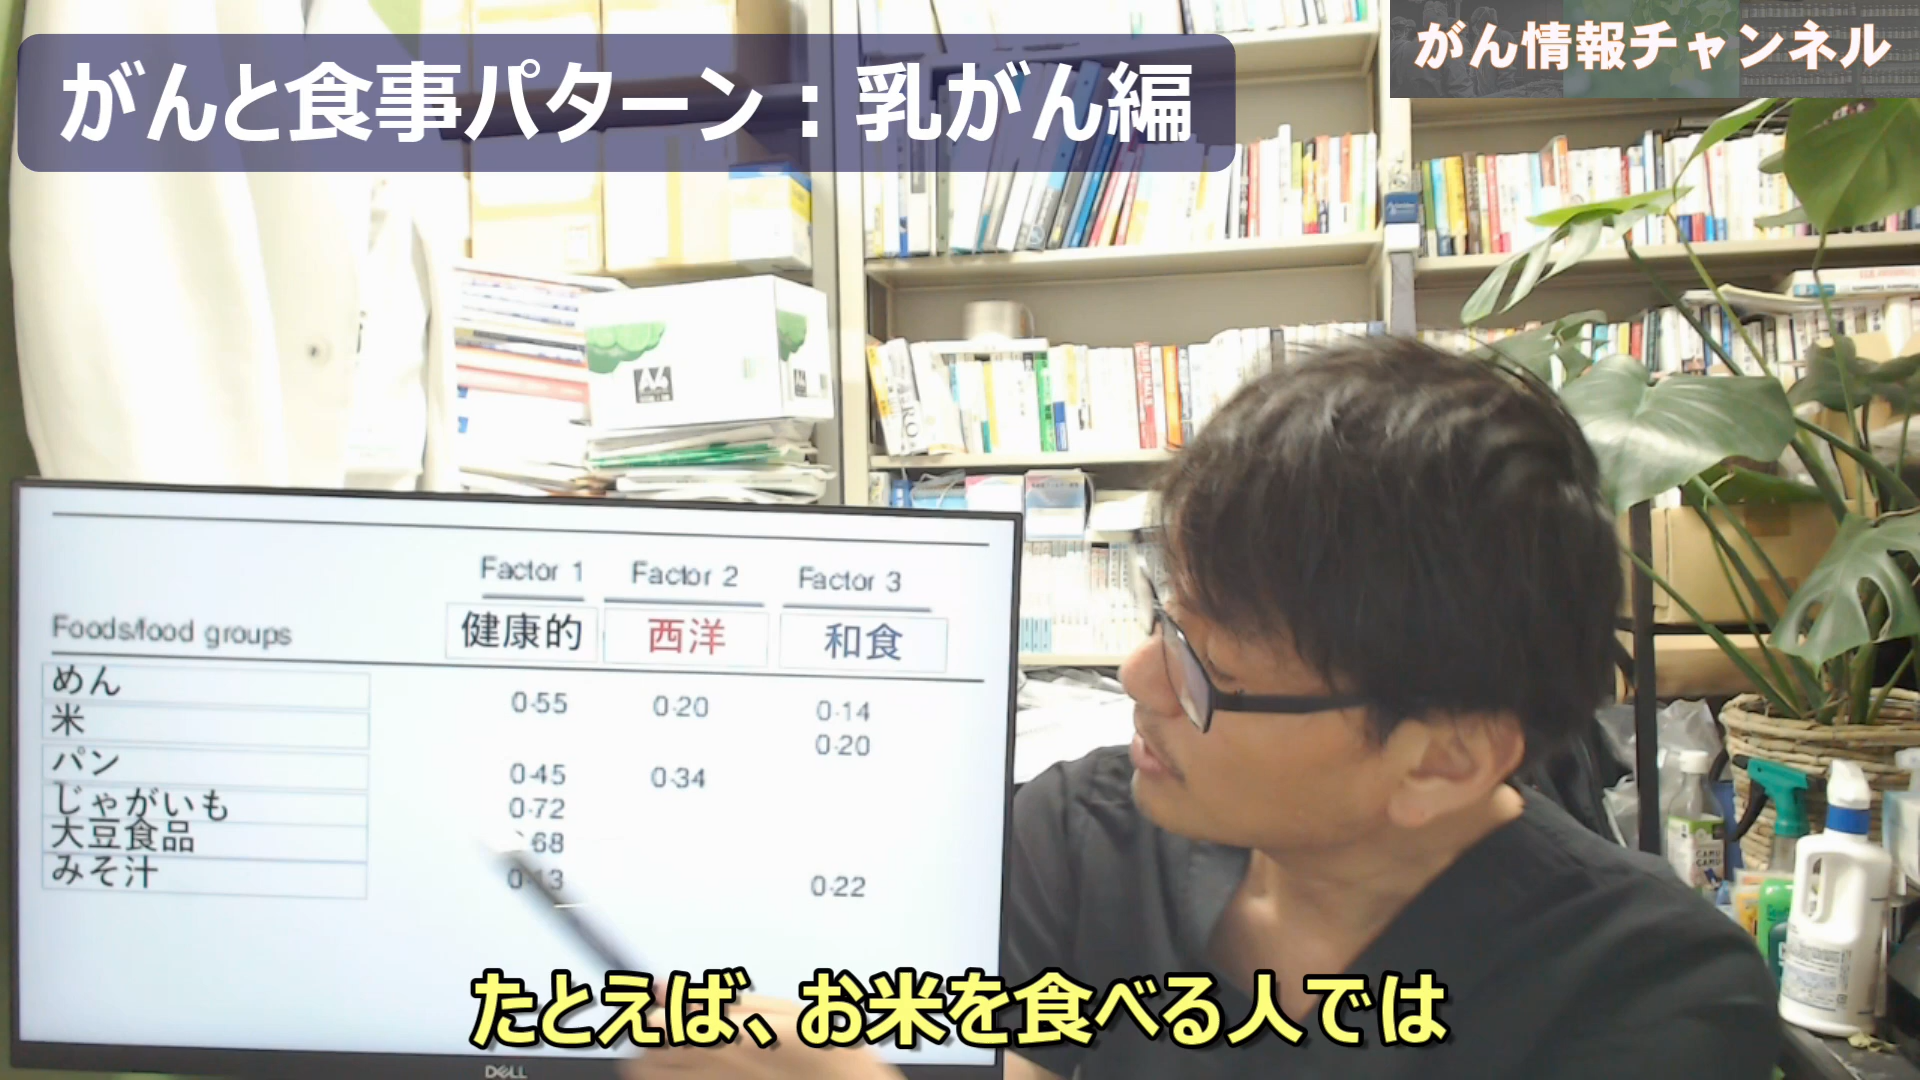 がんと食事パターン：乳がん編
がん情報チャンネル
A4
Factor 1 Factor 2 Factor 3
Foods/food groups 健康的 西洋 和食
めん 0·55 0·20 0·14
米 0·20
パン 0·45 0·34
じゃがいも 0·72
大豆食品 68
みそ汁 0·22
たとえば、お米を食べる人では
DELL